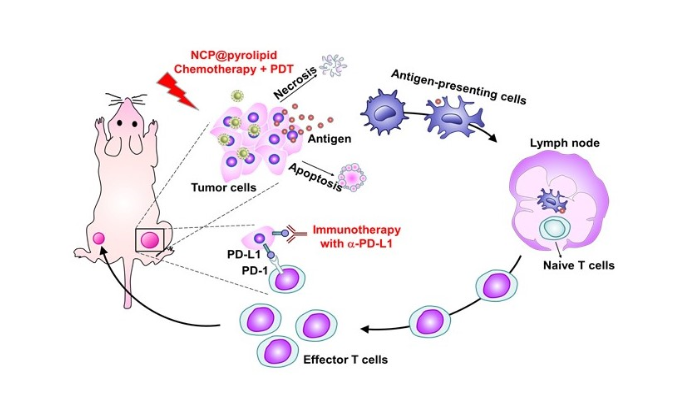 NCP@pyrolipid
Chemotherapy + PDT
Necrosis
Antigen-presenting cells
Antigen
Lymph node
Apoptosis
Tumor cells
Immunotherapy
with α-PD-L1
PD-L1
PD-1
Naive T cells
Effector T cells